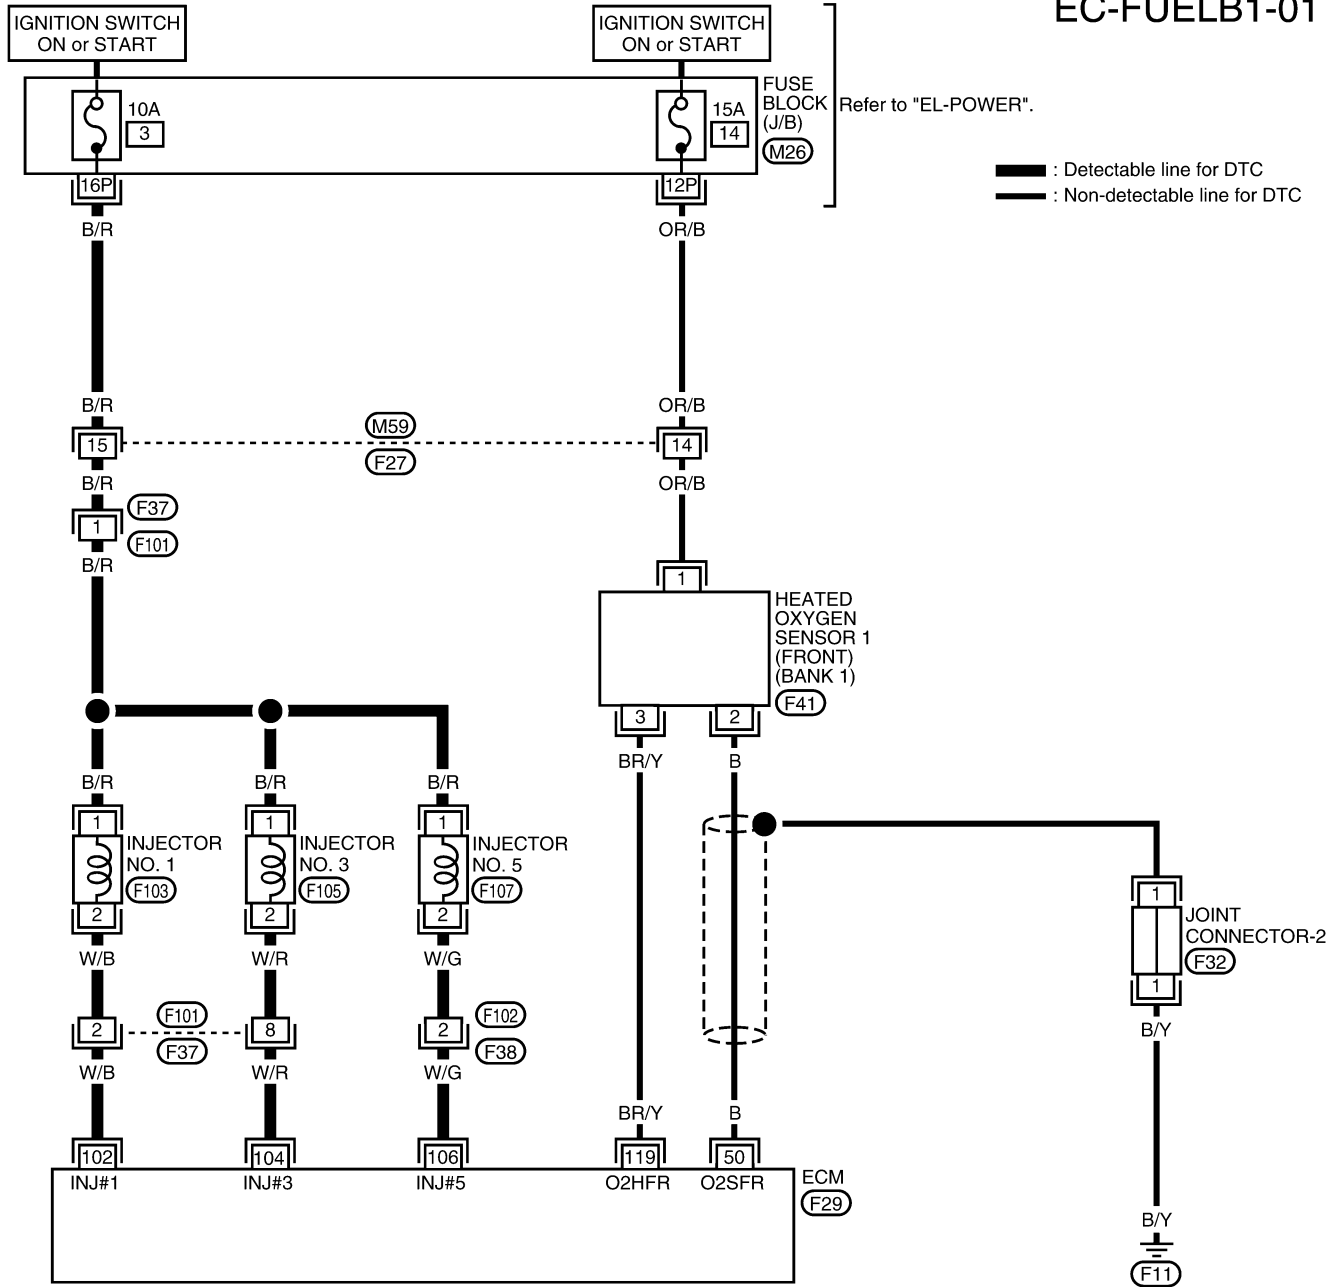 EC-FUELB1-01
IGNITION SWITCH
ON or START
IGNITION SWITCH
ON or START
10A
3
15A
14
FUSE
BLOCK
(J/B)
M26
Refer to "EL-POWER".
: Detectable line for DTC
: Non-detectable line for DTC
16P
12P
B/R
OR/B
B/R
OR/B
15
M59
F27
14
B/R
OR/B
1
F37
F101
B/R
1
HEATED
OXYGEN
SENSOR 1
(FRONT)
(BANK 1)
F41
3
2
BR/Y
B
B/R
B/R
B/R
1
INJECTOR
NO. 1
F103
2
1
INJECTOR
NO. 3
F105
2
1
INJECTOR
NO. 5
F107
2
1
JOINT
CONNECTOR-2
F32
1
W/B
W/R
W/G
2
F101
F37
8
2
F102
F38
B/Y
W/B
W/R
W/G
BR/Y
B
102
104
106
119
50
INJ#1
INJ#3
INJ#5
O2HFR
O2SFR
ECM
F29
B/Y
F11